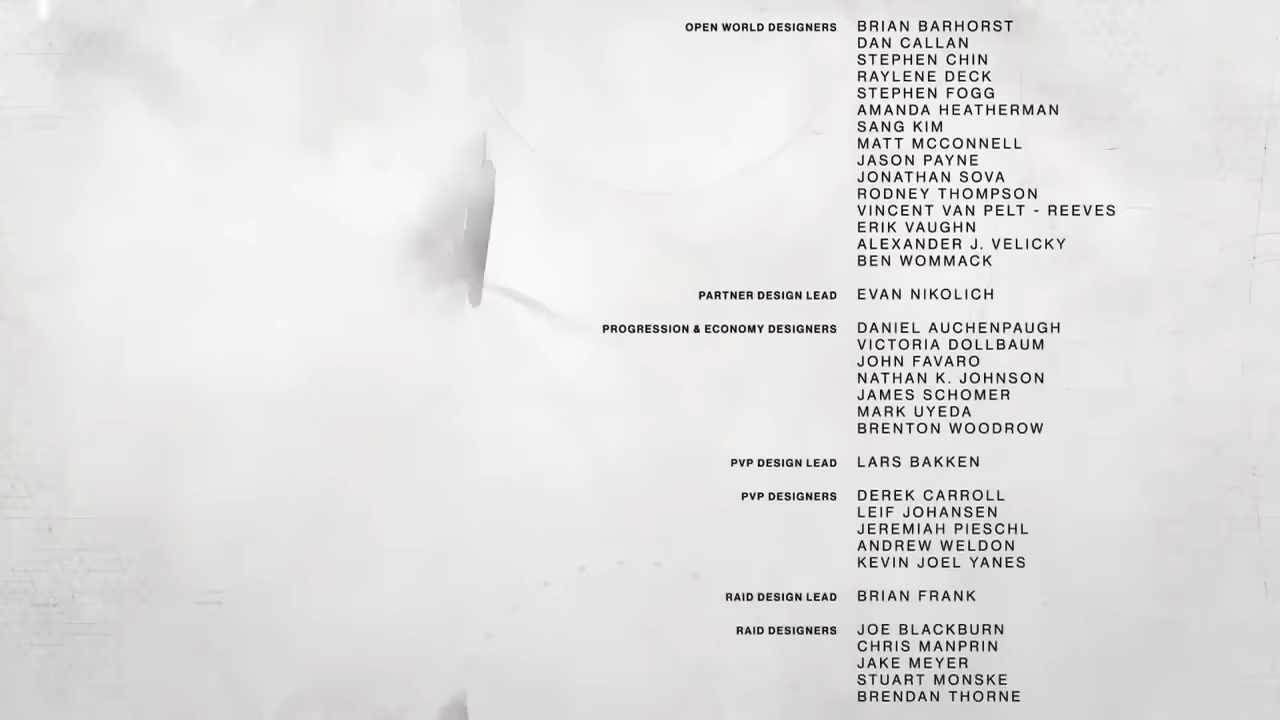 OPEN WORLD DESIGNERS BRIAN BARHORST
DAN CALLAN
STEPHEN CHIN
RAYLENE DECK
STEPHEN FOGG
AMANDA HEATHERMAN
SANG KIM
MATT MCCONNELL
JASON PAYNE
JONATHAN SOVA
RODNEY THOMPSON
VINCENT VAN PELT - REEVES
ERIK VAUGHN
ALEXANDER J. VELICKY
BEN WOMMACK
PARTNER DESIGN LEAD EVAN NIKOLICH
PROGRESSION & ECONOMY DESIGNERS DANIEL AUCHENPAUGH
VICTORIA DOLLBAUM
JOHN FAVARO
NATHAN K. JOHNSON
JAMES SCHOMER
MARK UYEDA
BRENTON WOODROW
PVP DESIGN LEAD LARS BAKKEN
PVP DESIGNERS DEREK CARROLL
LEIF JOHANSEN
JEREMIAH PIESCHL
ANDREW WELDON
KEVIN JOEL YANES
RAID DESIGN LEAD BRIAN FRANK
RAID DESIGNERS JOE BLACKBURN
CHRIS MANPRIN
JAKE MEYER
STUART MONSKE
BRENDAN THORNE